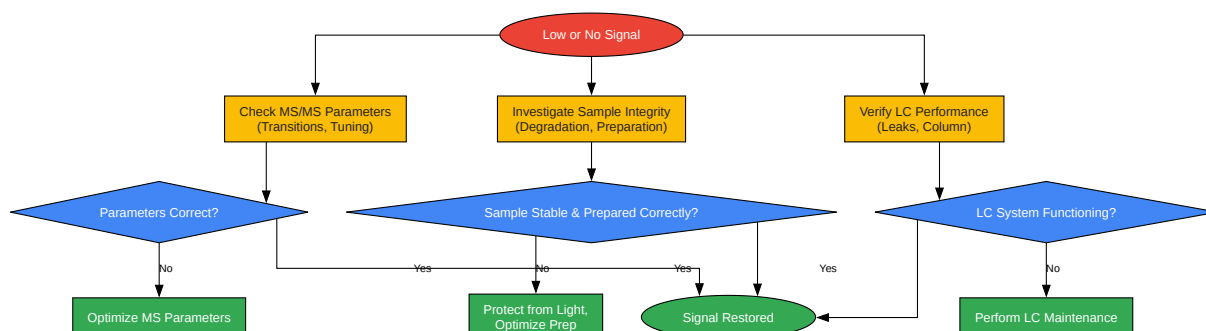 Low or No Signal
Check MS/MS Parameters
(Transitions, Tuning)
Investigate Sample Integrity
(Degradation, Preparation)
Verify LC Performance
(Leaks, Column)
Parameters Correct?
Sample Stable & Prepared Correctly?
LC System Functioning?
No
Yes
No
Yes
Yes
No
Optimize MS Parameters
Protect from Light,
Optimize Prep
Signal Restored
Perform LC Maintenance